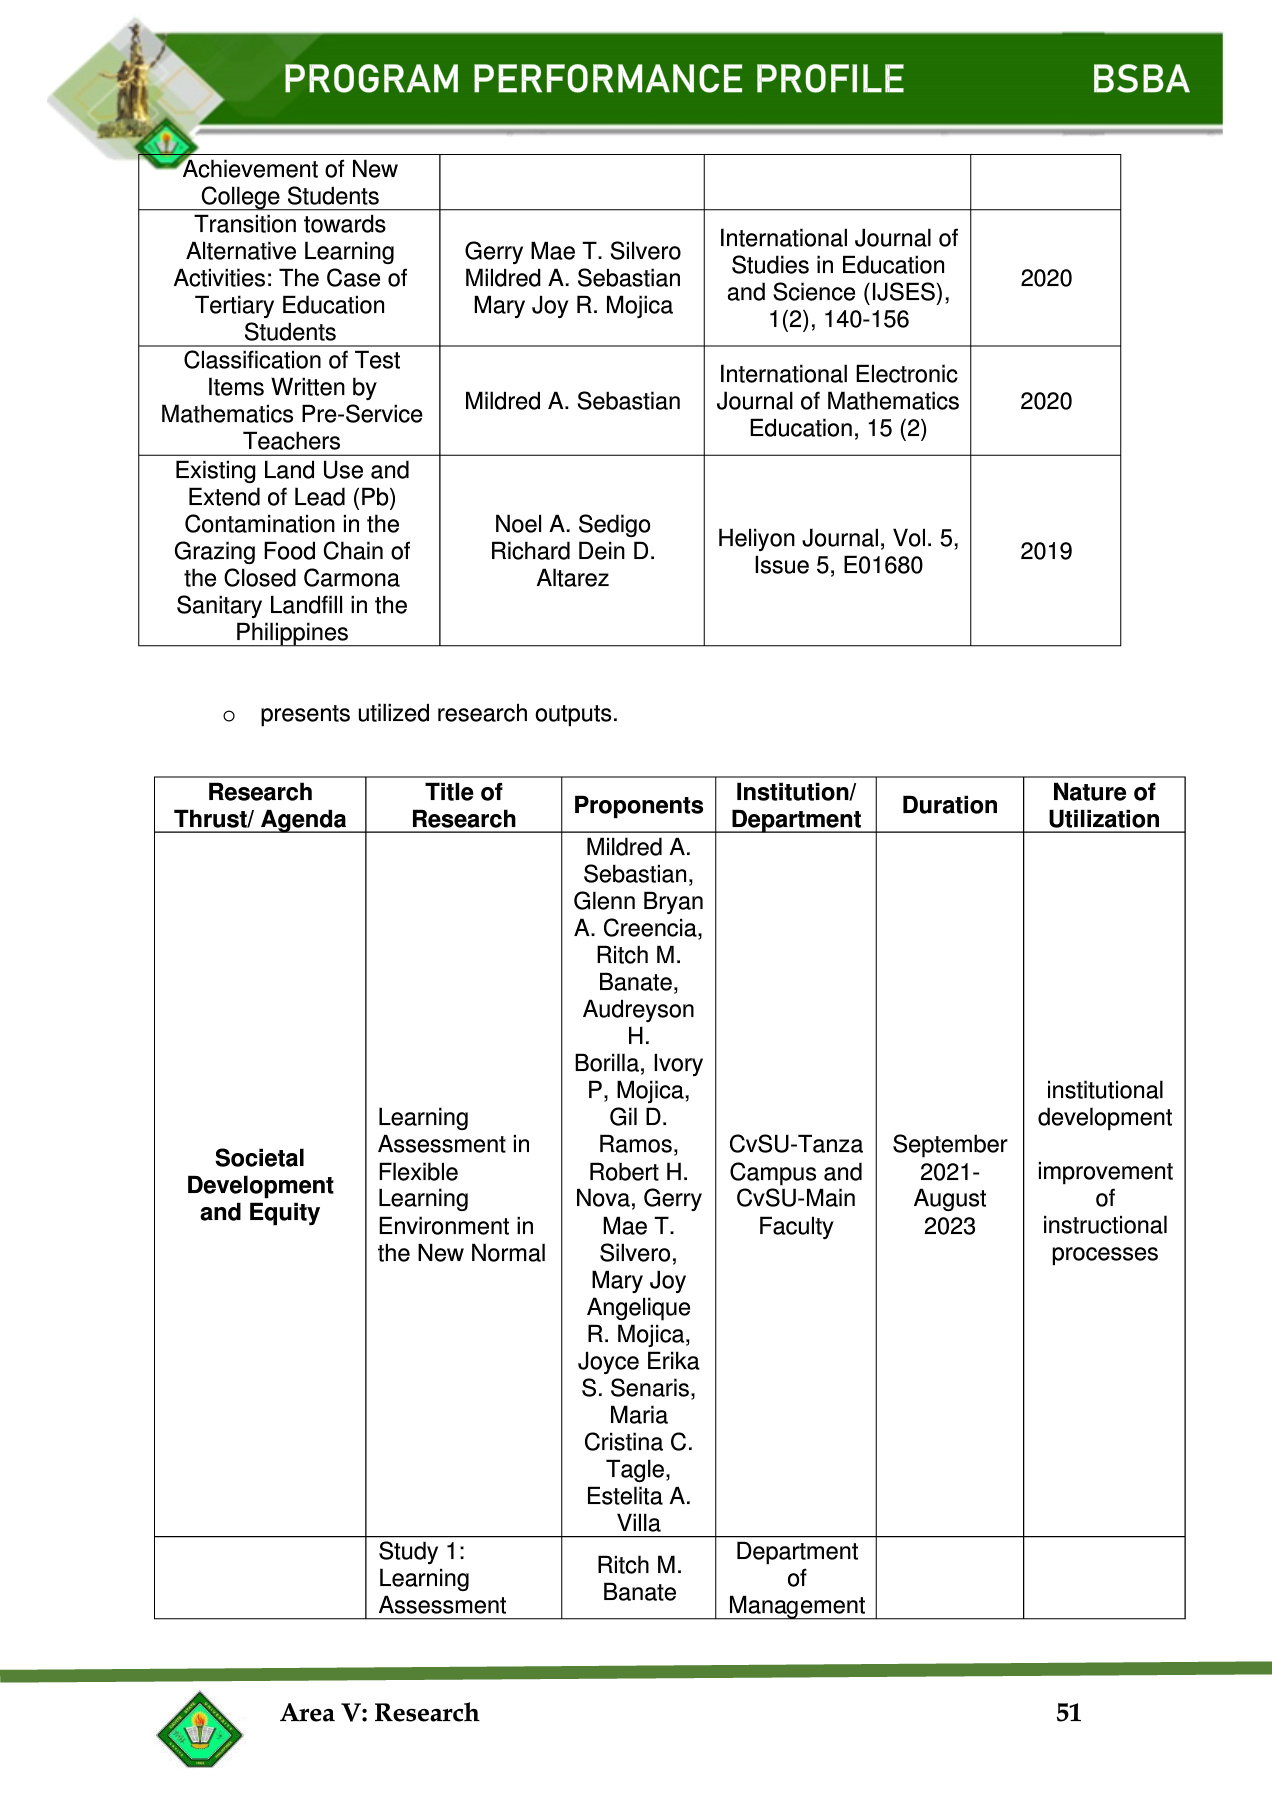 PROGRAM PERFORMANCE PROFILE BSBA
Achievement of New
College Students
Transition towards
Alternative Learning
Activities: The Case of
Tertiary Education
Students
Gerry Mae T. Silvero
Mildred A. Sebastian
Mary Joy R. Mojica
International Journal of
Studies in Education
and Science (IJSES),
1(2), 140-156
2020
Classification of Test
Items Written by
Mathematics Pre-Service
Teachers
Mildred A. Sebastian
International Electronic
Journal of Mathematics
Education, 15 (2)
2020
Existing Land Use and
Extend of Lead (Pb)
Contamination in the
Grazing Food Chain of
the Closed Carmona
Sanitary Landfill in the
Philippines
Noel A. Sedigo
Richard Dein D.
Altarez
Heliyon Journal, Vol. 5,
Issue 5, E01680
2019
o presents utilized research outputs.
Research
Thrust/ Agenda
Title of
Research
Proponents
Institution/
Department
Duration
Nature of
Utilization
Societal
Development
and Equity
Learning
Assessment in
Flexible
Learning
Environment in
the New Normal
Mildred A.
Sebastian,
Glenn Bryan
A. Creencia,
Ritch M.
Banate,
Audreyson
H.
Borilla, Ivory
P, Mojica,
Gil D.
Ramos,
Robert H.
Nova, Gerry
Mae T.
Silvero,
Mary Joy
Angelique
R. Mojica,
Joyce Erika
S. Senaris,
Maria
Cristina C.
Tagle,
Estelita A.
Villa
CvSU-Tanza
Campus and
CvSU-Main
Faculty
September
2021-
August
2023
institutional
development
improvement
of
instructional
processes
Study 1:
Learning
Assessment
Ritch M.
Banate
Department
of
Management
Area V: Research 51